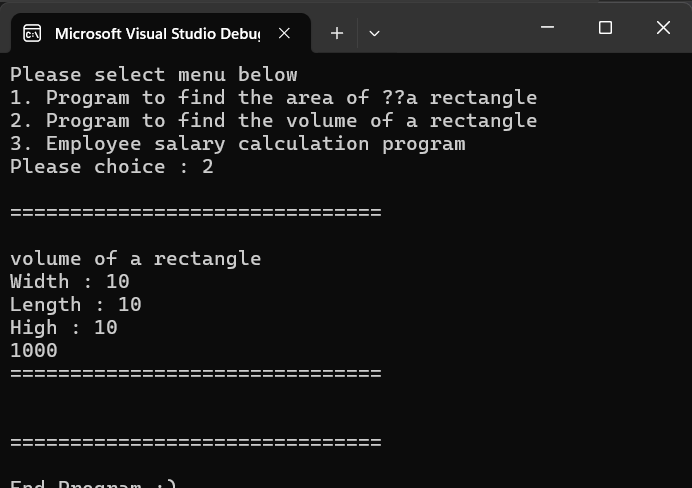 Microsoft Visual Studio Debug
Please select menu below
1. Program to find the area of ??a rectangle
2. Program to find the volume of a rectangle
3. Employee salary calculation program
Please choice : 2
===============================
volume of a rectangle
Width : 10
Length : 10
High : 10
1000
===============================
===============================
End Program :)